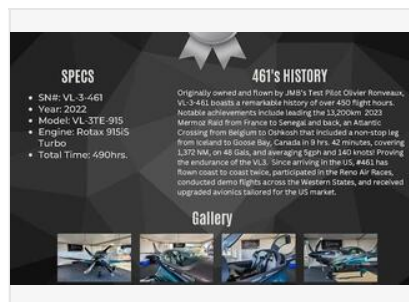 SPECS
• SN#: VL-3-461
• Year: 2022
• Model: VL-3TE-915
• Engine: Rotax 915iS
Turbo
• Total Time: 490hrs.
461's HISTORY
Originally owned and flown by JMB's Test Pilot Olivier Ronveaux,
VL-3-461 boasts a remarkable history of over 450 flight hours.
Notable achievements include leading the 13,200km 2023
Mermoz Raid from France to Senegal and back, an Atlantic
Crossing from Belgium to Oshkosh that included a non-stop leg
from Iceland to Goose Bay, Canada in 9 hrs. 42 minutes, covering
1,372 NM, on 48 Gals, and averaging 5gph and 140 knots! Proving
the endurance of the VL3. Since arriving in the US, #461 has
flown coast to coast twice, participated in the Reno Air Races,
conducted demo flights across the Western States, and received
upgraded avionics tailored for the US market.
Gallery